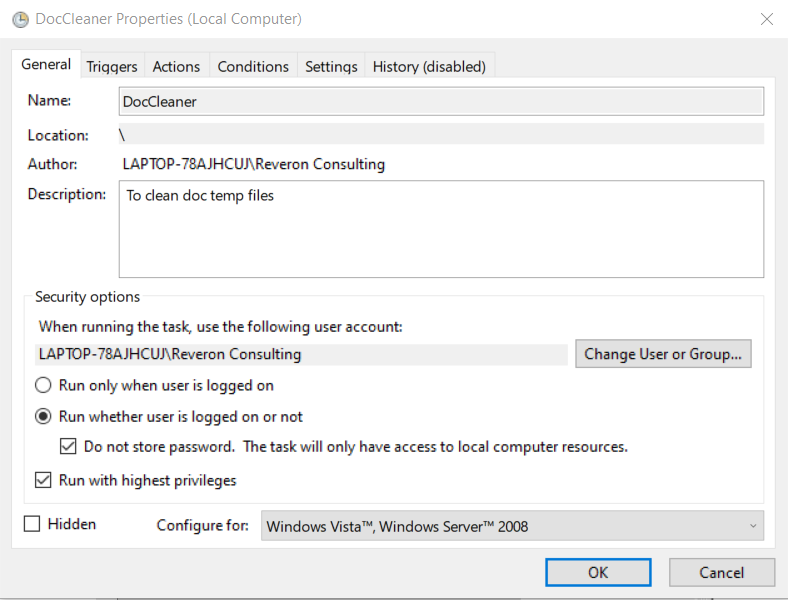 DocCleaner Properties (Local Computer)
General Triggers Actions Conditions Settings History (disabled)
Name: DocCleaner
Location: \
Author: LAPTOP-78AJHCUJ\Reveron Consulting
Description: To clean doc temp files
Security options
When running the task, use the following user account:
LAPTOP-78AJHCUJ\Reveron Consulting Change User or Group...
Run only when user is logged on
Run whether user is logged on or not
Do not store password. The task will only have access to local computer resources.
Run with highest privileges
Hidden Configure for: Windows Vista™, Windows Server™ 2008
OK Cancel